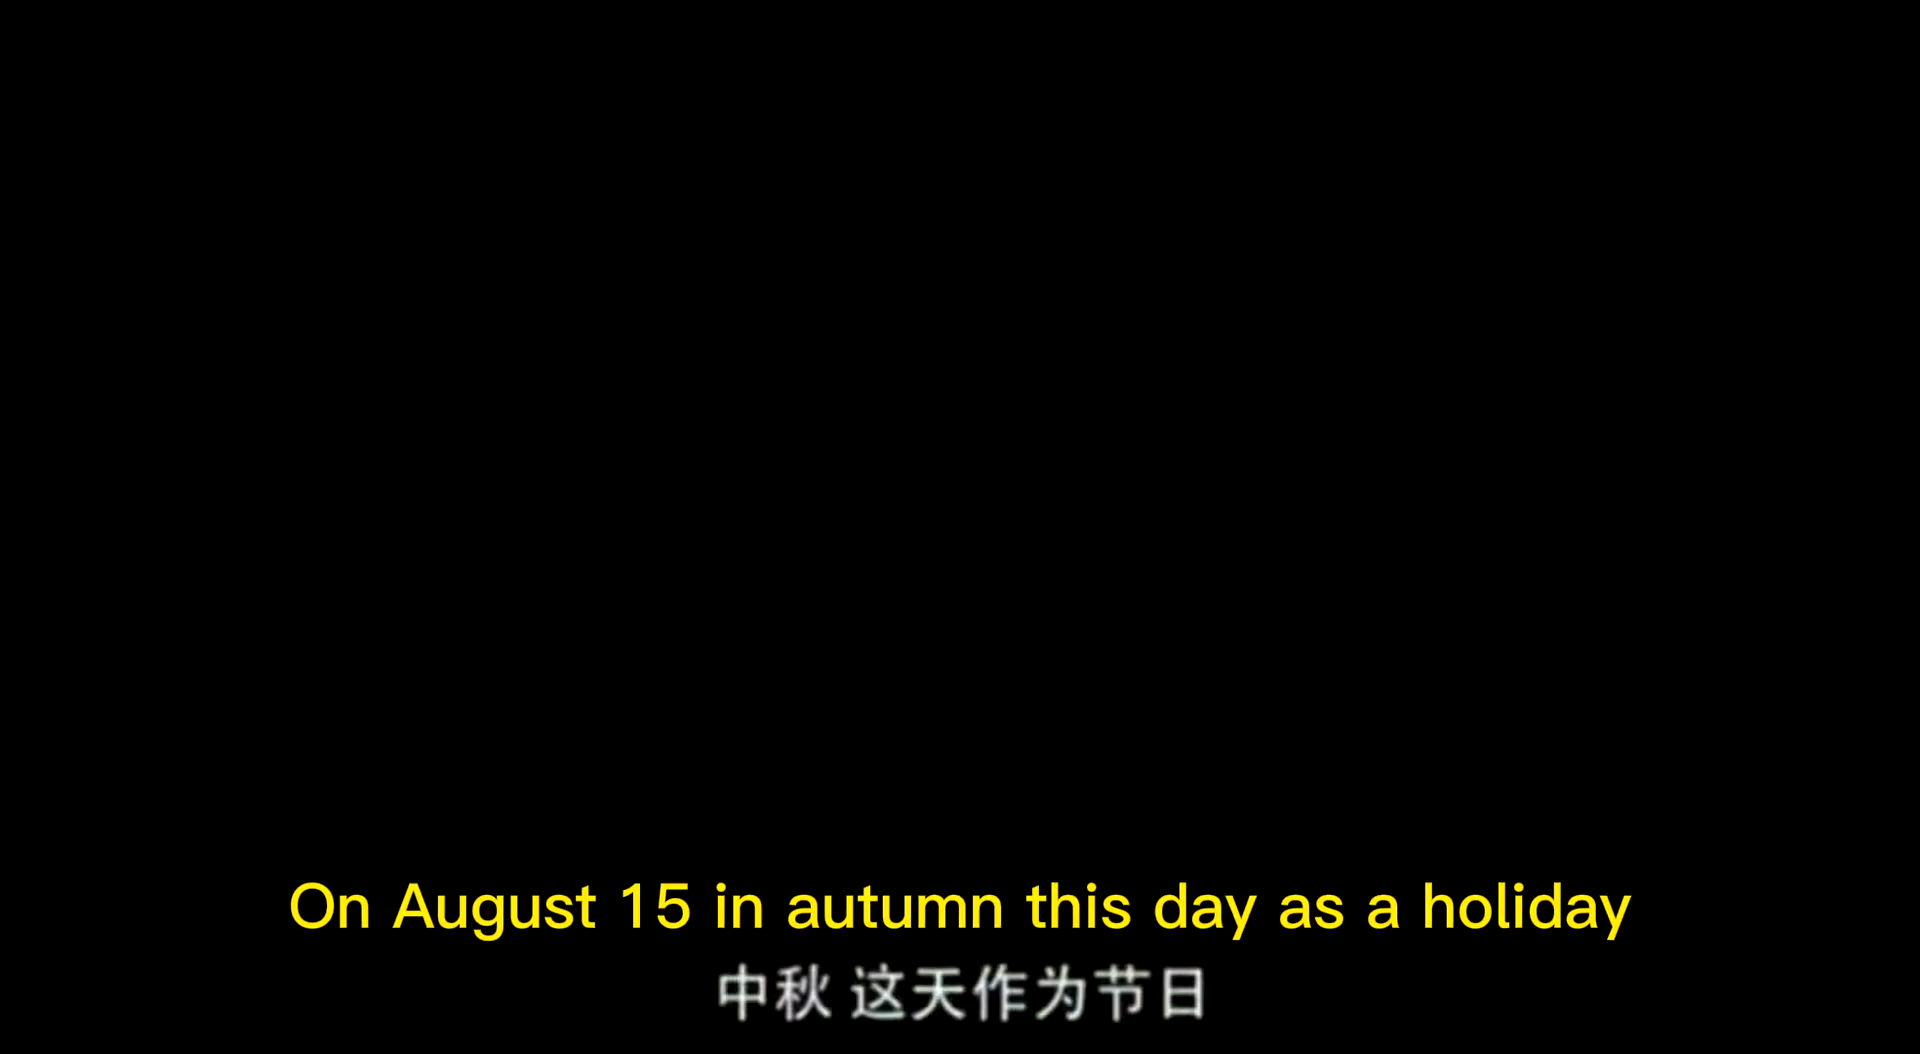 On August 15 in autumn this day as a holiday
中秋 这天作为节日